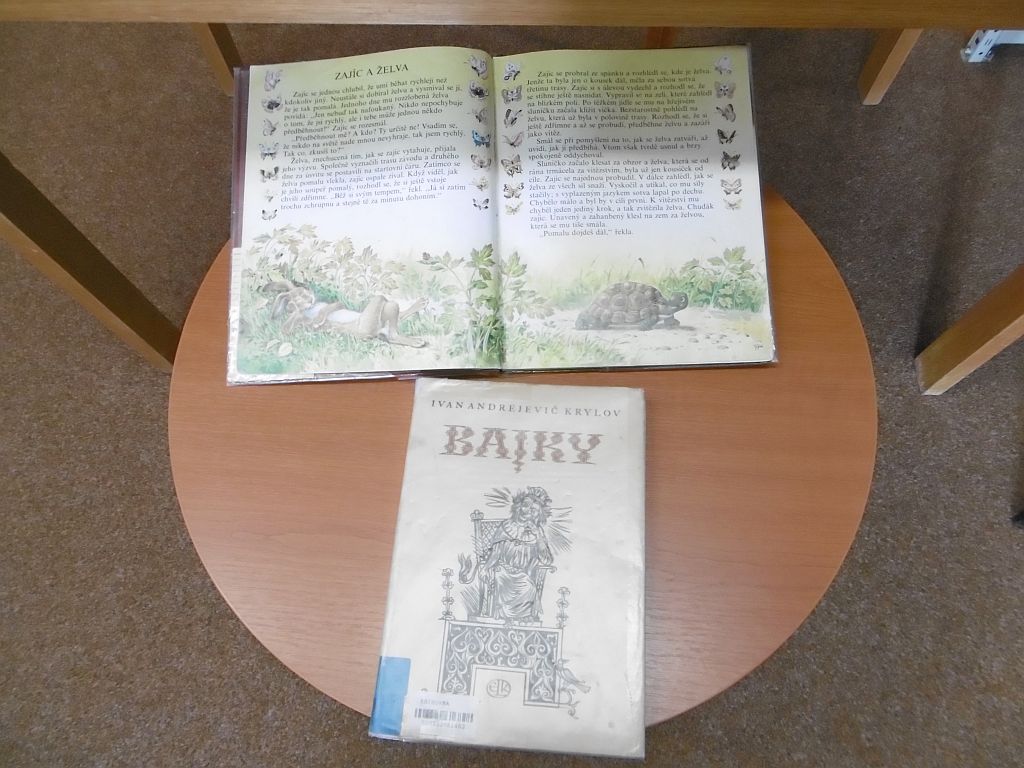 ZAJÍC A ŽELVA
Zajíc se jednou chlubil, že umí běhat rychleji než
kdokoliv jiný. Neustále si dobíral želvu a vysmíval se jí,
že je tak pomalá. Jednoho dne mu rozzlobená želva
povídá: „Jen nebuď tak nafoukaný. Nikdo nepochybuje
o tom, že jsi rychlý, ale i tebe může jednou někdo
předběhnout!“ Zajíc se rozesmál.
„Předběhnout mě? A kdo? Ty určitě ne! Vsadím se,
že nikdo na světě nade mnou nevyhraje, tak jsem rychlý.
Tak co, zkusíš to?“
Želva, znechucená tím, jak se zajíc vytahuje, přijala
jeho výzvu. Společně vyznačili trasu závodu a druhého
dne za úsvitu se postavili na startovní čáru. Zatímco se
želva pomalu vlekla, zajíc ospale zíval. Když viděl, jak
je jeho soupeř pomalý, rozhodl se, že si ještě vstoje
chvíli zdřímne. „Běž si svým tempem,“ řekl. „Já si zatím
trochu zchrupnu a stejně tě za minutu dohoním.“
Zajíc se probral ze spánku a rozhlédl se, kde je želva.
Jenže ta byla jen o kousek dál, měla za sebou sotva
třetinu trasy. Zajíc si s úlevou vydechl a rozhodl se, že
se stihne ještě nasnídat. Vypravil se na zelí, které zahlédl
na blízkém poli. Po těžkém jídle se mu na hřejivém
sluníčku začala klížit víčka. Bezstarostně pohlédl na
želvu, která až byla v polovině trasy. Rozhodl se, že si
ještě zdřímne a až se probudí, předběhne želvu a zazáří
jako vítěz.
Smál se při pomyšlení na to, jak se želva zatváří, až
uvidí, jak ji předbíhá. Vtom však tvrdě usnul a brzy
spokojeně oddychoval.
Sluníčko začalo klesat za obzor a želva, která se od
rána trmácela za vítězstvím, byla už jen kousíček od
cíle. Zajíc se najednou probudil. V dálce zahlédl, jak se
želva ze všech sil snaží. Vyskočil a utíkal, co mu síly
stačily; s vyplazeným jazykem sotva lapal po dechu.
Chybělo málo a byl by v cíli první. K vítězství mu
chyběl jeden jediný krok, a tak zvítězila želva. Chudák
zajíc. Unavený a zahanbený klesl na zem za želvou,
která se mu tiše smála.
„Pomalu dojdeš dál,“ řekla.
IVAN ANDREJEVIČ KRYLOV
BAJKY